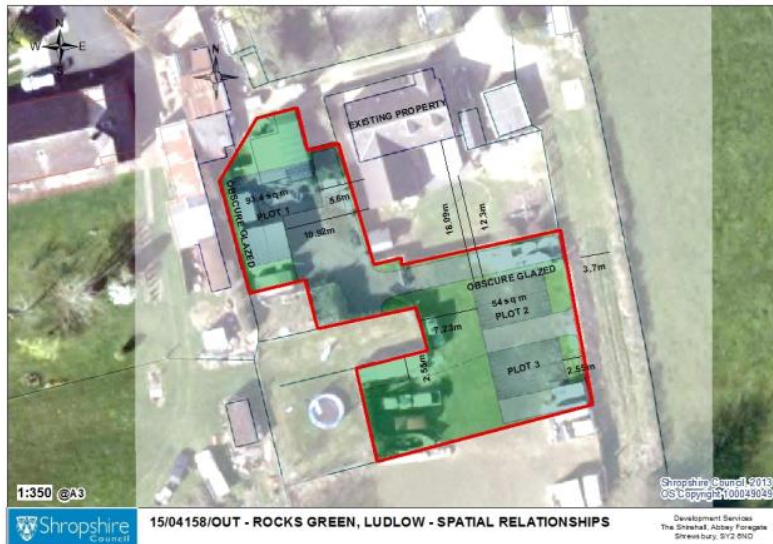 N
W E
S
N
EXISTING PROPERTY
OBSCURE GLAZED
93.4 sq m
PLOT 1
5.6m
10.92m
16.09m
12.3m
OBSCURE GLAZED
3.7m
54 sq m
PLOT 2
7.23m
PLOT 3
2.55m
2.55m
1:350 @A3
Shropshire Council, 2013
OS Copyright 100049049
Shropshire
Council
15/04158/OUT - ROCKS GREEN, LUDLOW - SPATIAL RELATIONSHIPS
Development Services
The Shirehall, Abbey Foregate
Shrewsbury, SY2 6ND